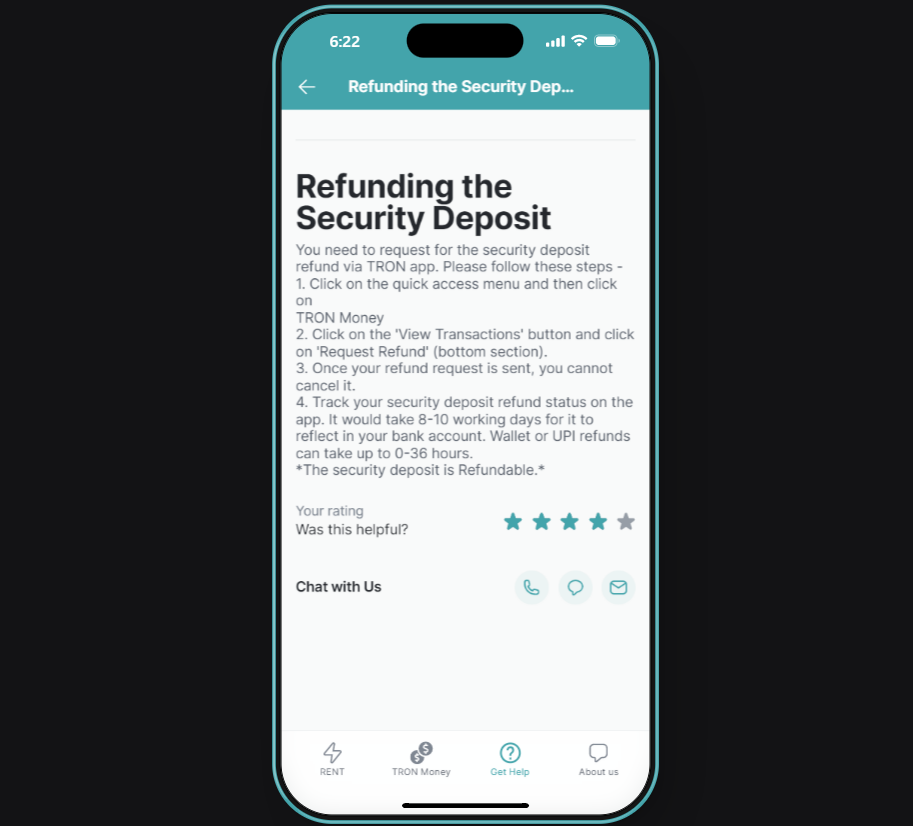 6:22
Refunding the Security Dep...
Refunding the
Security Deposit
You need to request for the security deposit
refund via TRON app. Please follow these steps -
1. Click on the quick access menu and then click
on
TRON Money
2. Click on the 'View Transactions' button and click
on 'Request Refund' (bottom section).
3. Once your refund request is sent, you cannot
cancel it.
4. Track your security deposit refund status on the
app. It would take 8-10 working days for it to
reflect in your bank account. Wallet or UPI refunds
can take up to 0-36 hours.
*The security deposit is Refundable.*
Your rating
Was this helpful?
Chat with Us
RENT
TRON Money
Get Help
About us